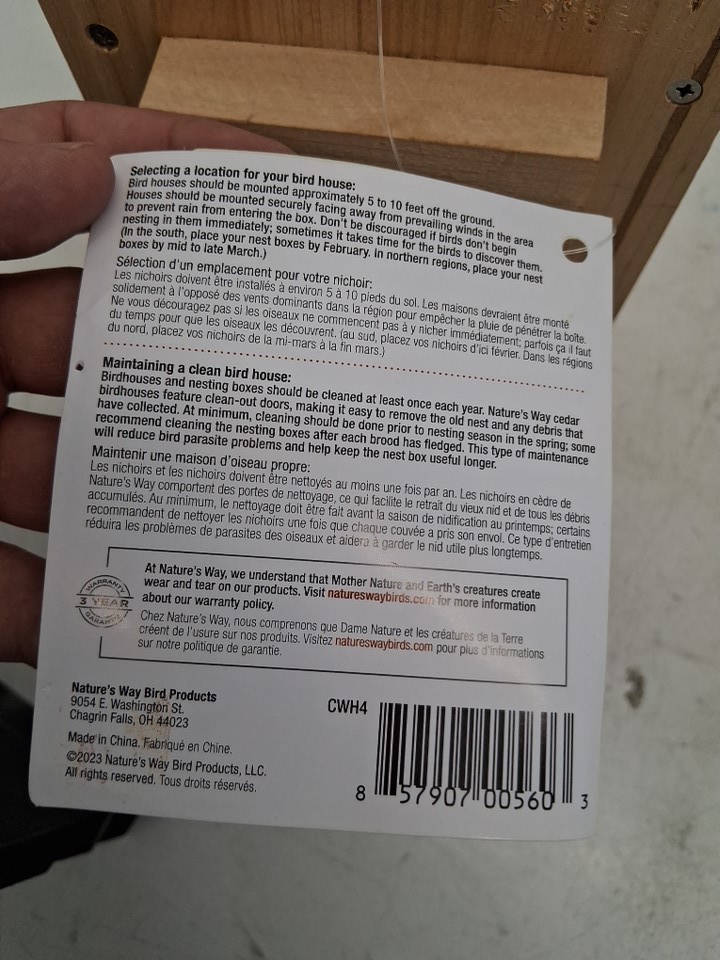 Selecting a location for your bird house:
Bird houses should be mounted approximately 5 to 10 feet off the ground.
Houses should be mounted securely facing away from prevailing winds in the area
to prevent rain from entering the box. Don't be discouraged if birds don't begin
nesting in them immediately; sometimes it takes time for the birds to discover them.
(In the south, place your nest boxes by February. In northern regions, place your nest
boxes by mid to late March.)
Sélection d'un emplacement pour votre nichoir:
Les nichoirs doivent être installés à environ 5 à 10 pieds du sol. Les maisons devraient être monté
solidement à l'opposé des vents dominants dans la région pour empêcher la pluie de pénétrer la boîte.
Ne vous découragez pas si les oiseaux ne commencent pas à y nicher immédiatement; parfois ça il faut
du temps pour que les oiseaux les découvrent. (au sud, placez vos nichoirs d'ici février. Dans les régions
du nord, placez vos nichoirs de la mi-mars à la fin mars.)
Maintaining a clean bird house:
Birdhouses and nesting boxes should be cleaned at least once each year. Nature's Way cedar
birdhouses feature clean-out doors, making it easy to remove the old nest and any debris that
have collected. At minimum, cleaning should be done prior to nesting season in the spring; some
recommend cleaning the nesting boxes after each brood has fledged. This type of maintenance
will reduce bird parasite problems and help keep the nest box useful longer.
Maintenir une maison d'oiseau propre:
Les nichoirs et les nichoirs doivent être nettoyés au moins une fois par an. Les nichoirs en cèdre de
Nature's Way comportent des portes de nettoyage, ce qui facilite le retrait du vieux nid et de tous les débris
accumulés. Au minimum, le nettoyage doit être fait avant la saison de nidification au printemps; certains
recommandent de nettoyer les nichoirs une fois que chaque couvée a pris son envol. Ce type d'entretien
réduira les problèmes de parasites des oiseaux et aidera à garder le nid utile plus longtemps.
WARRANTY
3 YEAR
GARANTIE
At Nature's Way, we understand that Mother Nature and Earth's creatures create
wear and tear on our products. Visit natureswaybirds.com for more information
about our warranty policy.
Chez Nature's Way, nous comprenons que Dame Nature et les créatures de la Terre
créent de l'usure sur nos produits. Visitez natureswaybirds.com pour plus d'informations
sur notre politique de garantie.
Nature's Way Bird Products
9054 E. Washington St.
Chagrin Falls, OH 44023
Made in China. Fabriqué en Chine.
©2023 Nature's Way Bird Products, LLC.
All rights reserved. Tous droits réservés.
CWH4
8 57907 00560 3